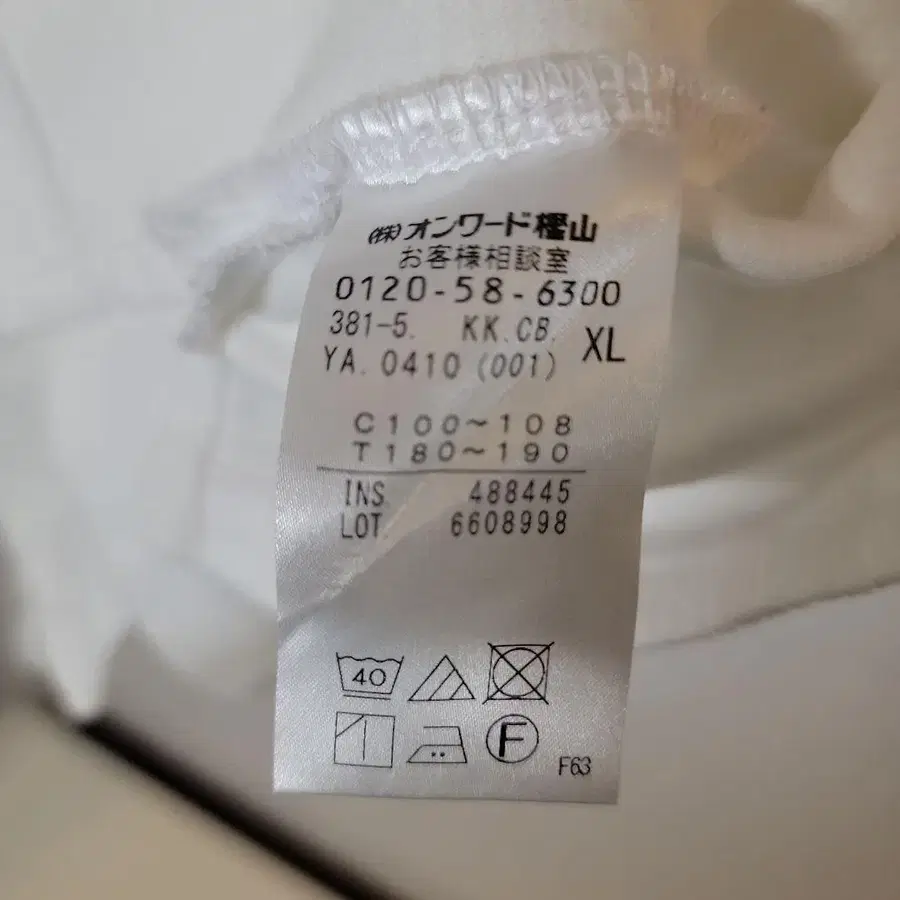 ㈱オンワード樫山
お客様相談室
0120-58-6300
381-5. KK.CB. XL
YA.0410 (001)
C100~108
T180~190
INS. 488445
LOT. 6608998
40
F
F63